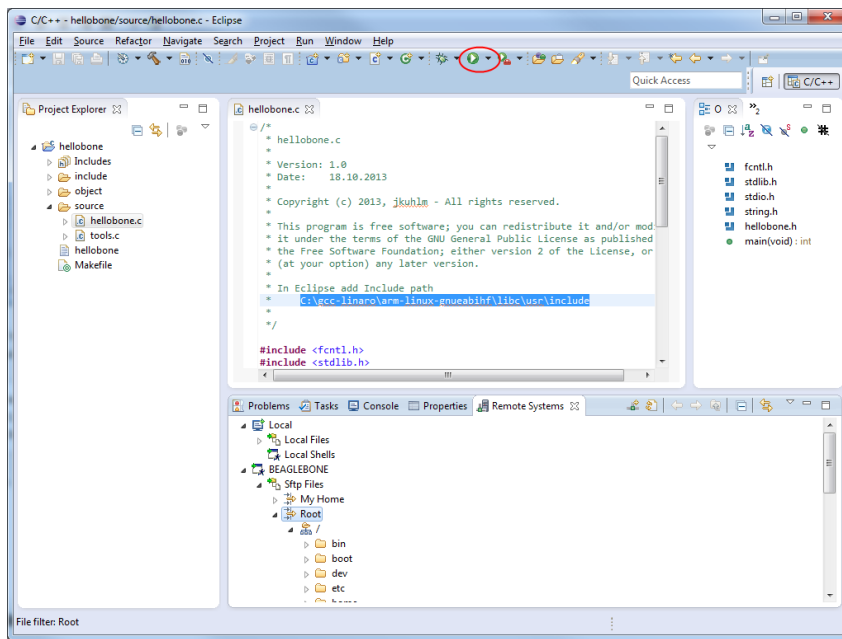 C/C++ - hellobone/source/hellobone.c - Eclipse
File Edit Source Refactor Navigate Search Project Run Window Help
Quick Access
C/C++
Project Explorer
hellobone
Includes
include
object
source
hellobone.c
tools.c
hellobone
Makefile
hellobone.c
/*
* hellobone.c
*
* Version: 1.0
* Date: 18.10.2013
*
* Copyright (c) 2013, jkuhlm - All rights reserved.
*
* This program is free software; you can redistribute it and/or mod
it under the terms of the GNU General Public License as published
* the Free Software Foundation; either version 2 of the License, or
* (at your option) any later version.
*
* In Eclipse add Include path
* C:\gcc-linaro\arm-linux-gnueabihf\libc\usr\include
*
*/
#include <fcntl.h>
#include <stdlib.h>
O
»2
fcntl.h
stdlib.h
stdio.h
string.h
hellobone.h
main(void) : int
Problems Tasks Console Properties Remote Systems
Local
Local Files
Local Shells
BEAGLEBONE
Sftp Files
My Home
Root
/
bin
boot
dev
etc
File filter: Root